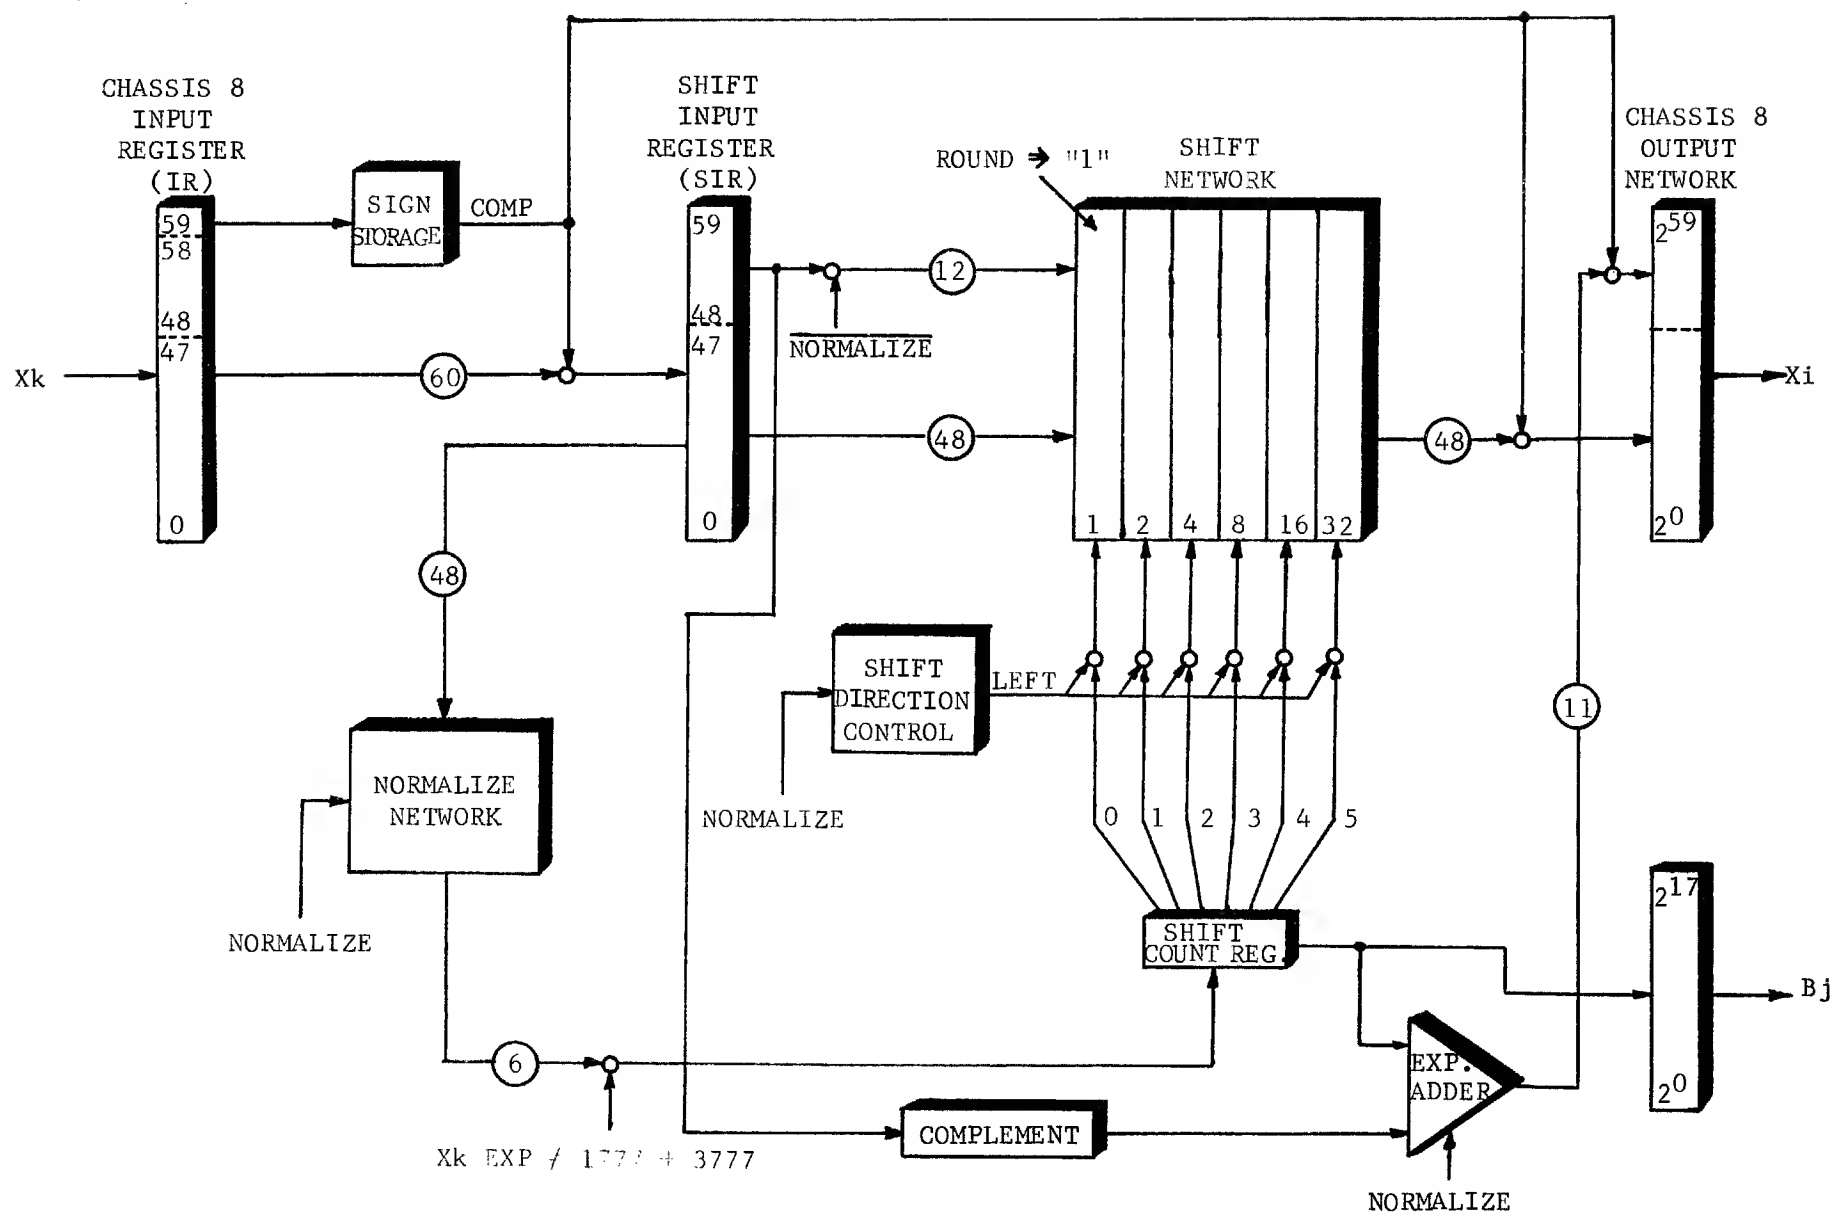 CHASSIS 8
INPUT
REGISTER
(IR)
59
58
48
47
0
Xk
SIGN
STORAGE
COMP
60
SHIFT
INPUT
REGISTER
(SIR)
59
48
47
0
NORMALIZE
12
48
ROUND → "1"
SHIFT
NETWORK
1 2 4 8 16 32
48
CHASSIS 8
OUTPUT
NETWORK
2^59
2^0
Xi
48
NORMALIZE
NETWORK
NORMALIZE
SHIFT
DIRECTION
CONTROL
LEFT
NORMALIZE
0 1 2 3 4 5
11
SHIFT
COUNT REG.
2^17
2^0
Bj
6
Xk EXP 3777
COMPLEMENT
EXP.
ADDER
NORMALIZE